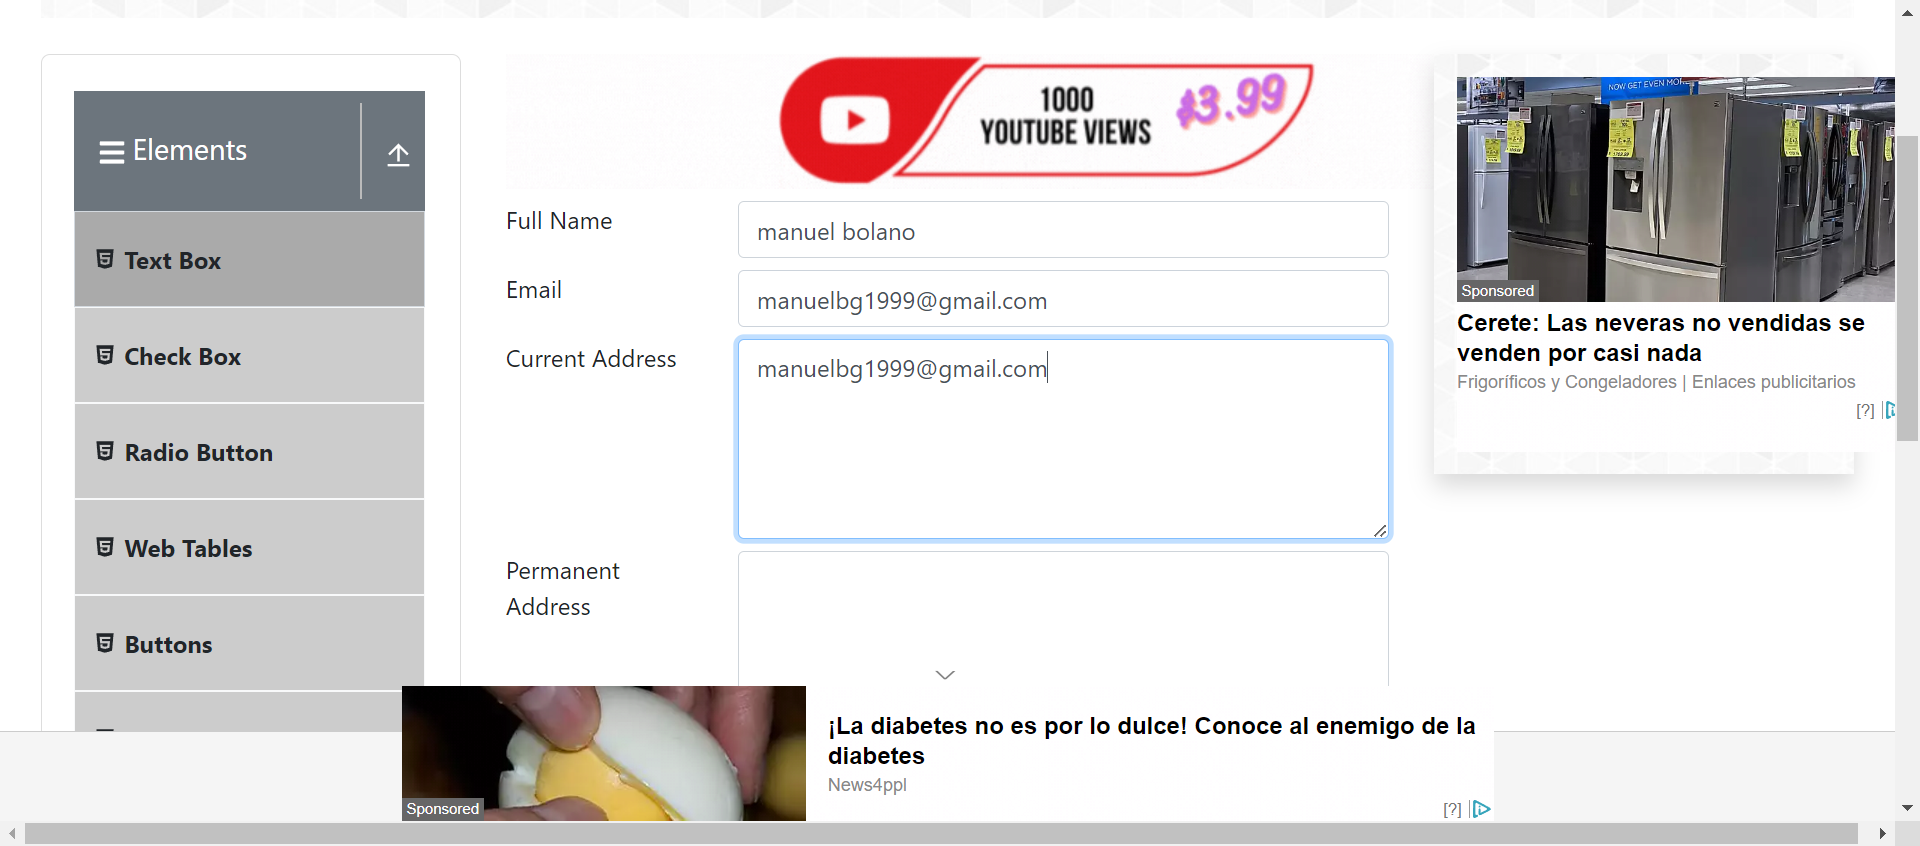 Elements
Text Box
Check Box
Radio Button
Web Tables
Buttons
1000
YOUTUBE VIEWS
$3.99
Full Name
manuel bolano
Email
manuelbg1999@gmail.com
Current Address
manuelbg1999@gmail.com
Permanent
Address
NOW GET EVEN MOR
Sponsored
Cerete: Las neveras no vendidas se
venden por casi nada
Frigoríficos y Congeladores | Enlaces publicitarios
[?]
Sponsored
¡La diabetes no es por lo dulce! Conoce al enemigo de la
diabetes
News4ppl
[?]